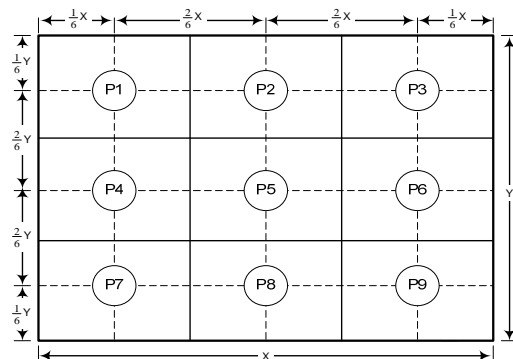 1/6 X 2/6 X 2/6 X 1/6 X
1/6 Y
P1 P2 P3
2/6 Y
P4 P5 P6 Y
2/6 Y
P7 P8 P9
1/6 Y
X